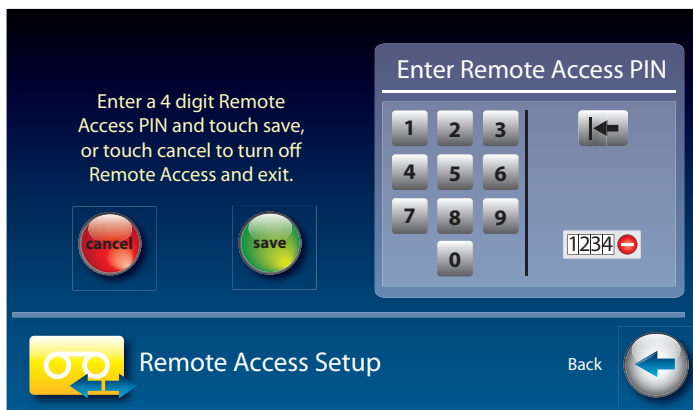 Enter a 4 digit Remote
Access PIN and touch save,
or touch cancel to turn off
Remote Access and exit.
cancel
save
Enter Remote Access PIN
1 2 3
4 5 6
7 8 9
0
1234
Remote Access Setup
Back